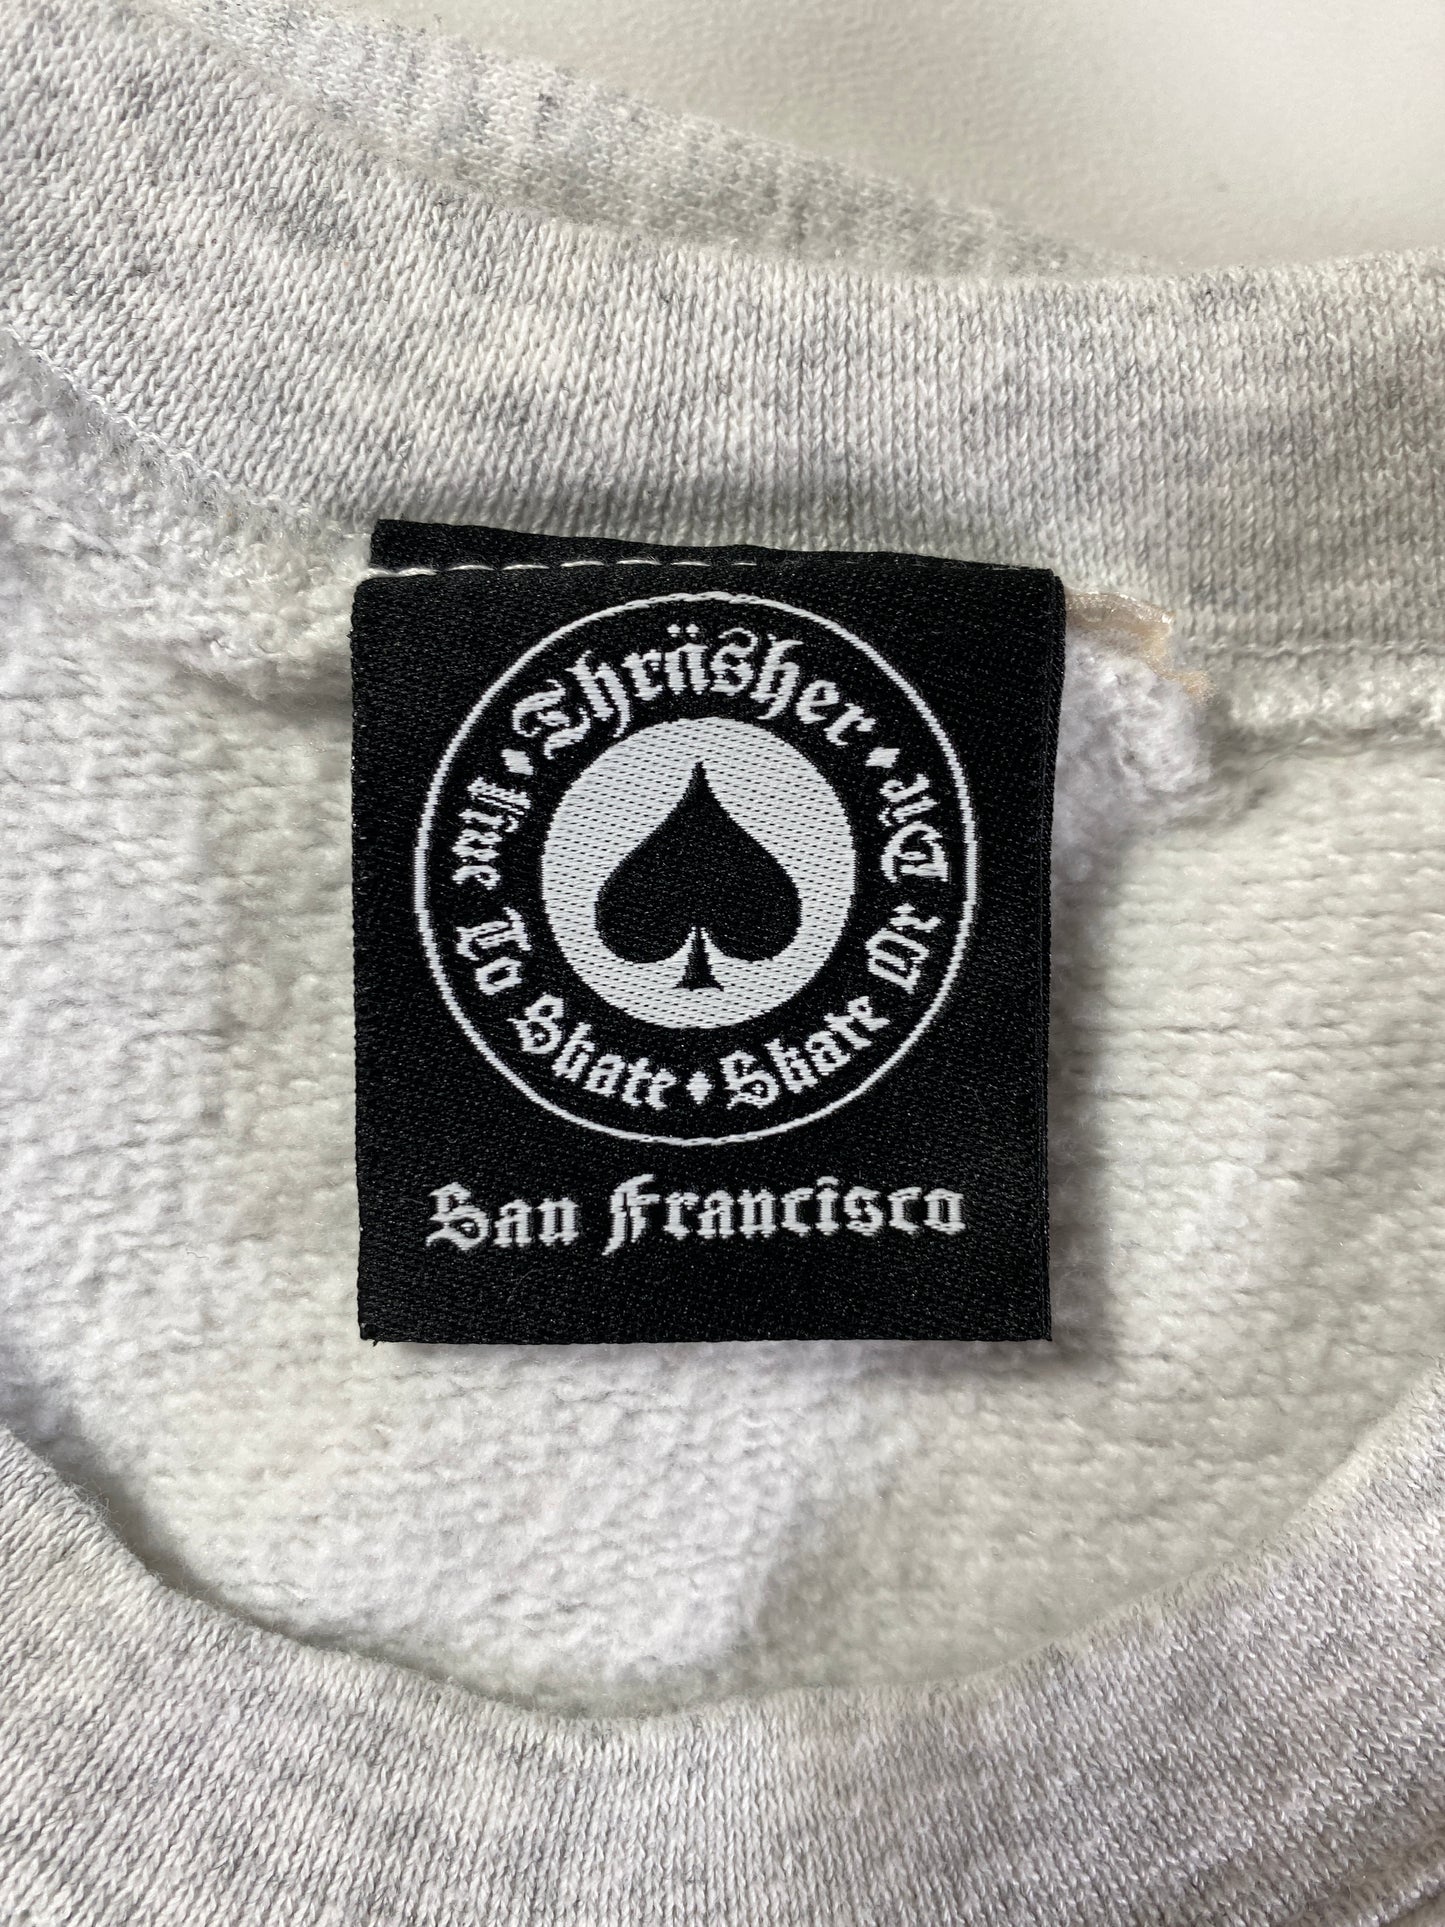 Thräsher
Live To Skate
Skate Or Die
San Francisco